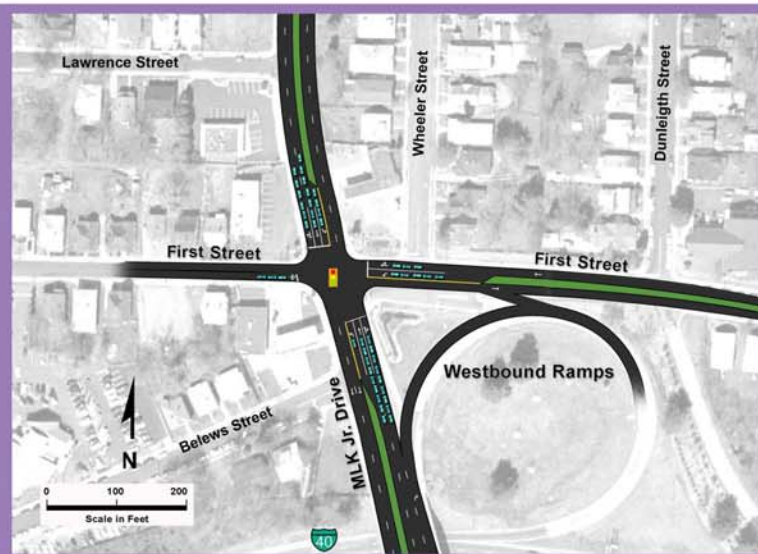 Lawrence Street
Wheeler Street
Dunleigth Street
First Street
First Street
Westbound Ramps
MLK Jr. Drive
Belews Street
N
0 100 200
Scale in Feet
40